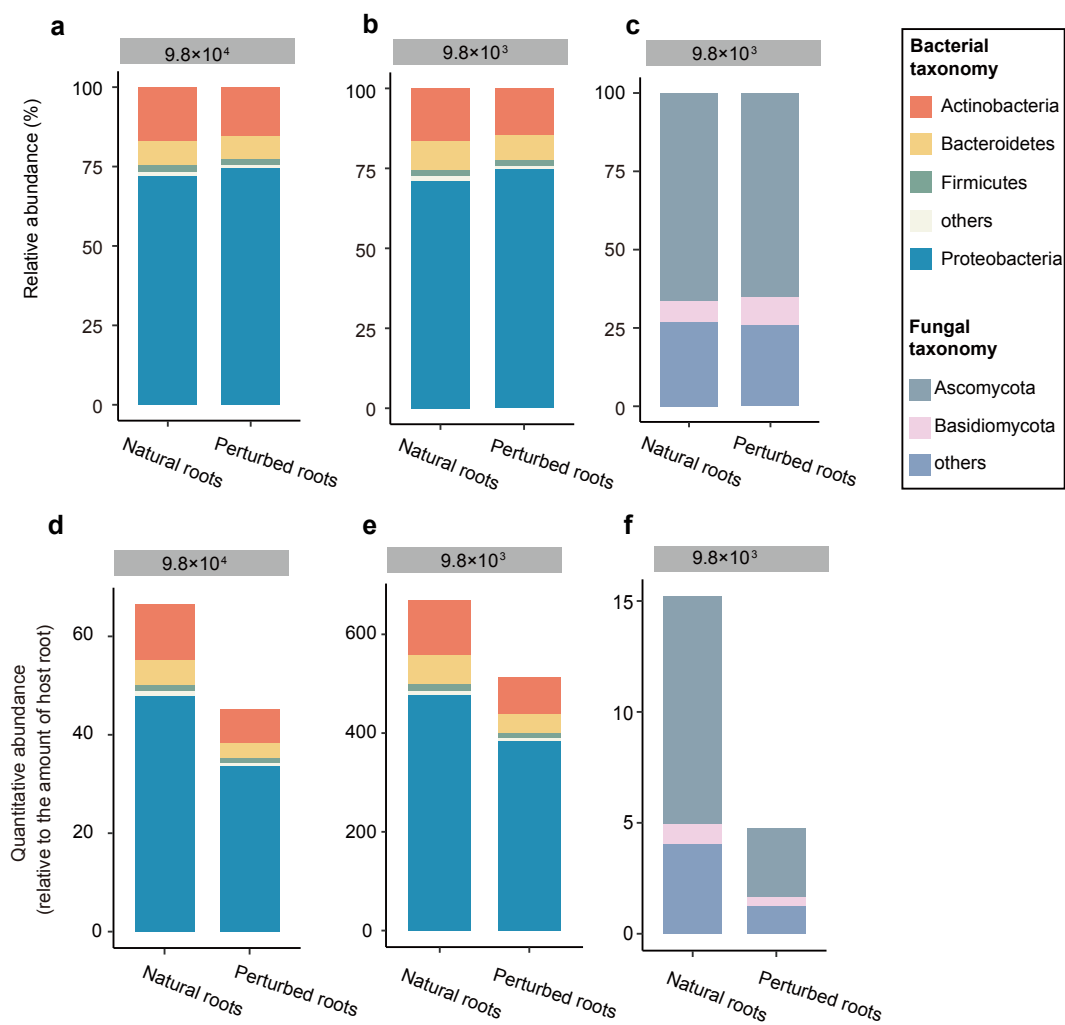 a
9.8×10⁴
Relative abundance (%)
100
75
50
25
0
Natural roots
Perturbed roots
b
9.8×10³
100
75
50
25
0
Natural roots
Perturbed roots
c
9.8×10³
100
75
50
25
0
Natural roots
Perturbed roots
Bacterial
taxonomy
Actinobacteria
Bacteroidetes
Firmicutes
others
Proteobacteria
Fungal
taxonomy
Ascomycota
Basidiomycota
others
d
9.8×10⁴
Quantitative abundance
(relative to the amount of host root)
60
40
20
0
Natural roots
Perturbed roots
e
9.8×10³
600
400
200
0
Natural roots
Perturbed roots
f
9.8×10³
15
10
5
0
Natural roots
Perturbed roots